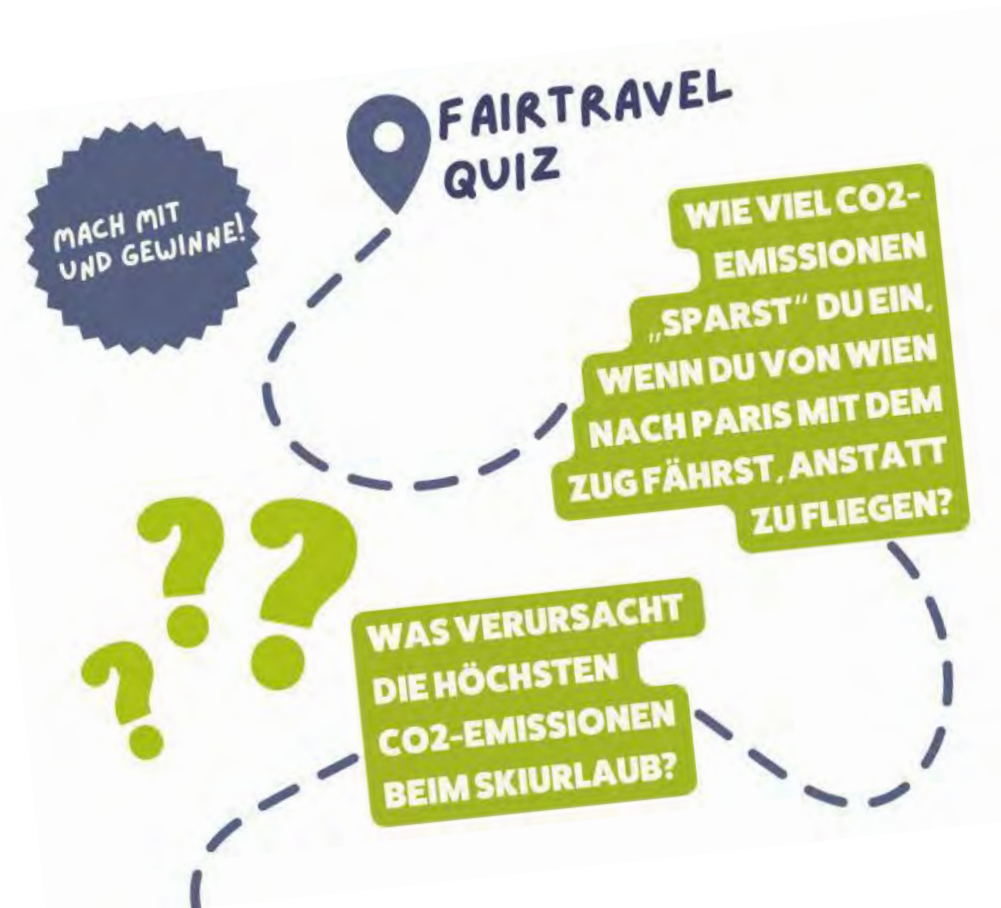 FAIRTRAVEL
QUIZ
MACH MIT
UND GEWINNE!
WIE VIEL CO2-
EMISSIONEN
„SPARST“ DU EIN,
WENN DU VON WIEN
NACH PARIS MIT DEM
ZUG FÄHRST, ANSTATT
ZU FLIEGEN?
WAS VERURSACHT
DIE HÖCHSTEN
CO2-EMISSIONEN
BEIM SKIURLAUB?